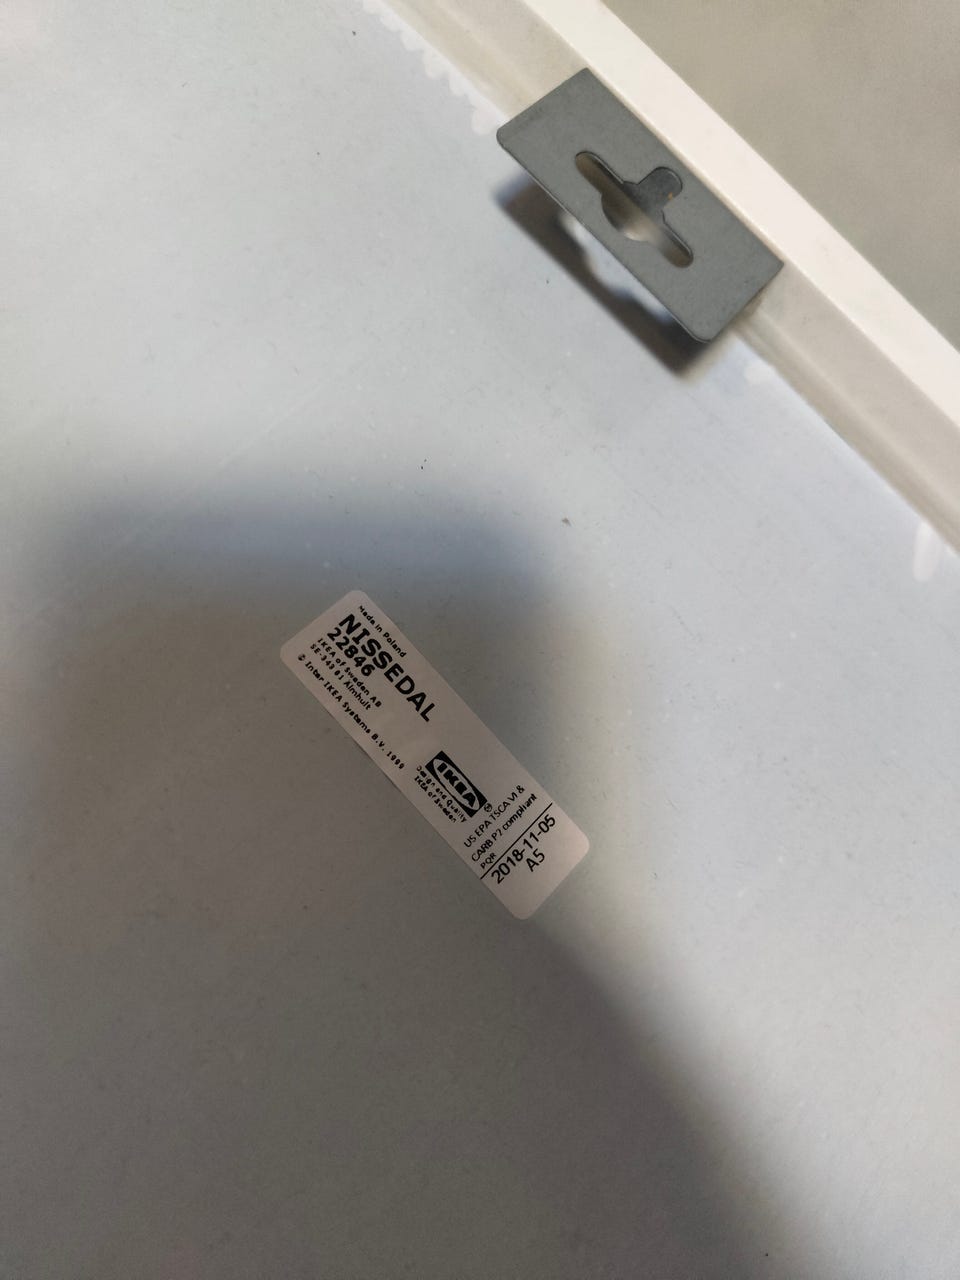 Made in Poland
NISSEDAL
22846
IKEA of Sweden AB
SE-343 81 Älmhult
© Inter IKEA Systems B.V. 1999
IKEA®
Design and Quality
IKEA of Sweden
US EPA TSCA VI &
CARB P2 compliant
PQR
2018-11-05
A5